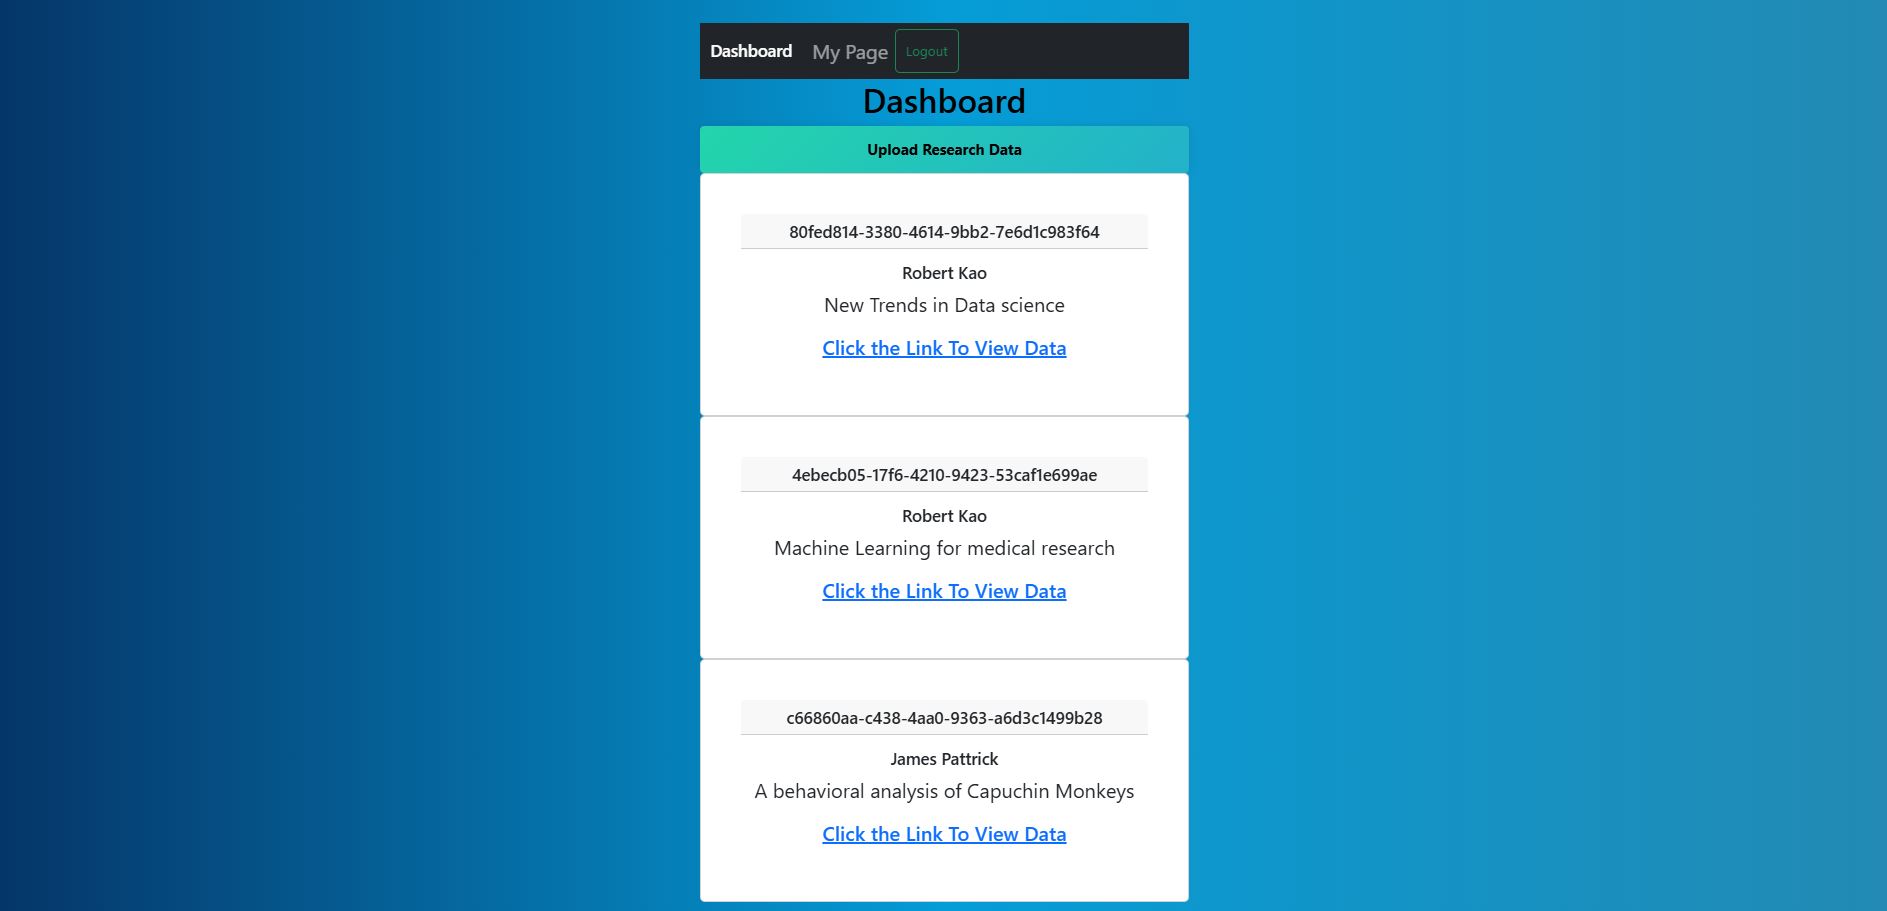 Dashboard My Page Logout
Dashboard
Upload Research Data
80fed814-3380-4614-9bb2-7e6d1c983f64
Robert Kao
New Trends in Data science
Click the Link To View Data
4ebecb05-17f6-4210-9423-53caf1e699ae
Robert Kao
Machine Learning for medical research
Click the Link To View Data
c66860aa-c438-4aa0-9363-a6d3c1499b28
James Pattrick
A behavioral analysis of Capuchin Monkeys
Click the Link To View Data